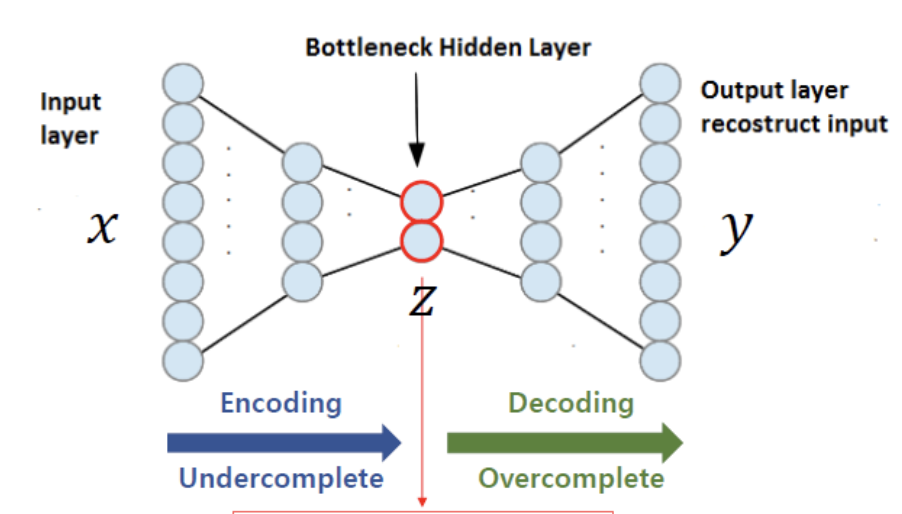 Bottleneck Hidden Layer
Input
layer
Output layer
recostruct input
x
y
z
Encoding
Decoding
Undercomplete
Overcomplete